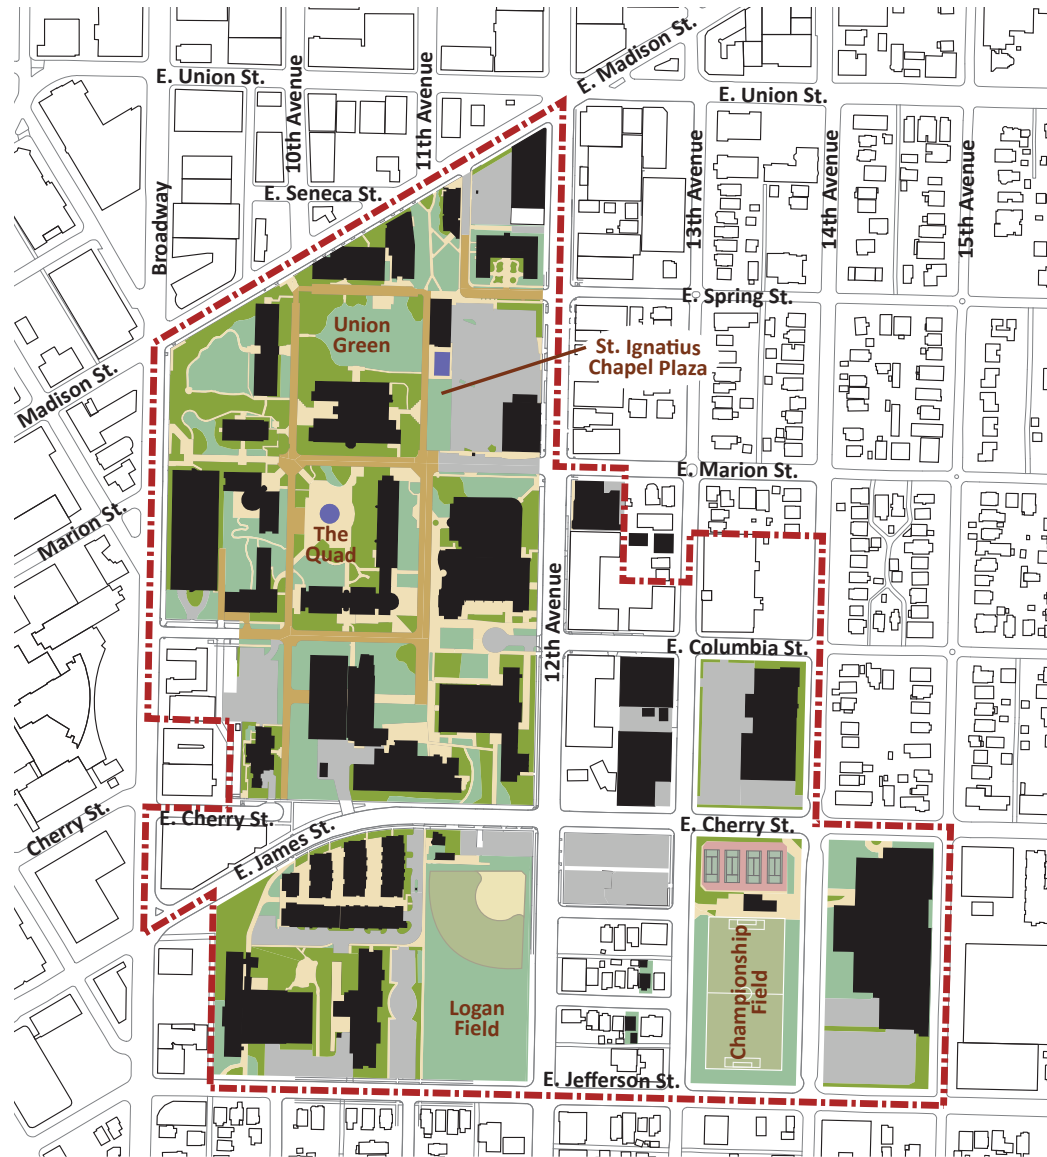 E. Madison St.
E. Union St.
10th Avenue
11th Avenue
E. Union St.
13th Avenue
14th Avenue
15th Avenue
Broadway
E. Seneca St.
E. Spring St.
Union
Green
St. Ignatius
Chapel Plaza
Madison St.
E. Marion St.
Marion St.
The
Quad
12th Avenue
E. Columbia St.
Cherry St.
E. Cherry St.
E. James St.
E. Cherry St.
Championship
Field
Logan
Field
E. Jefferson St.